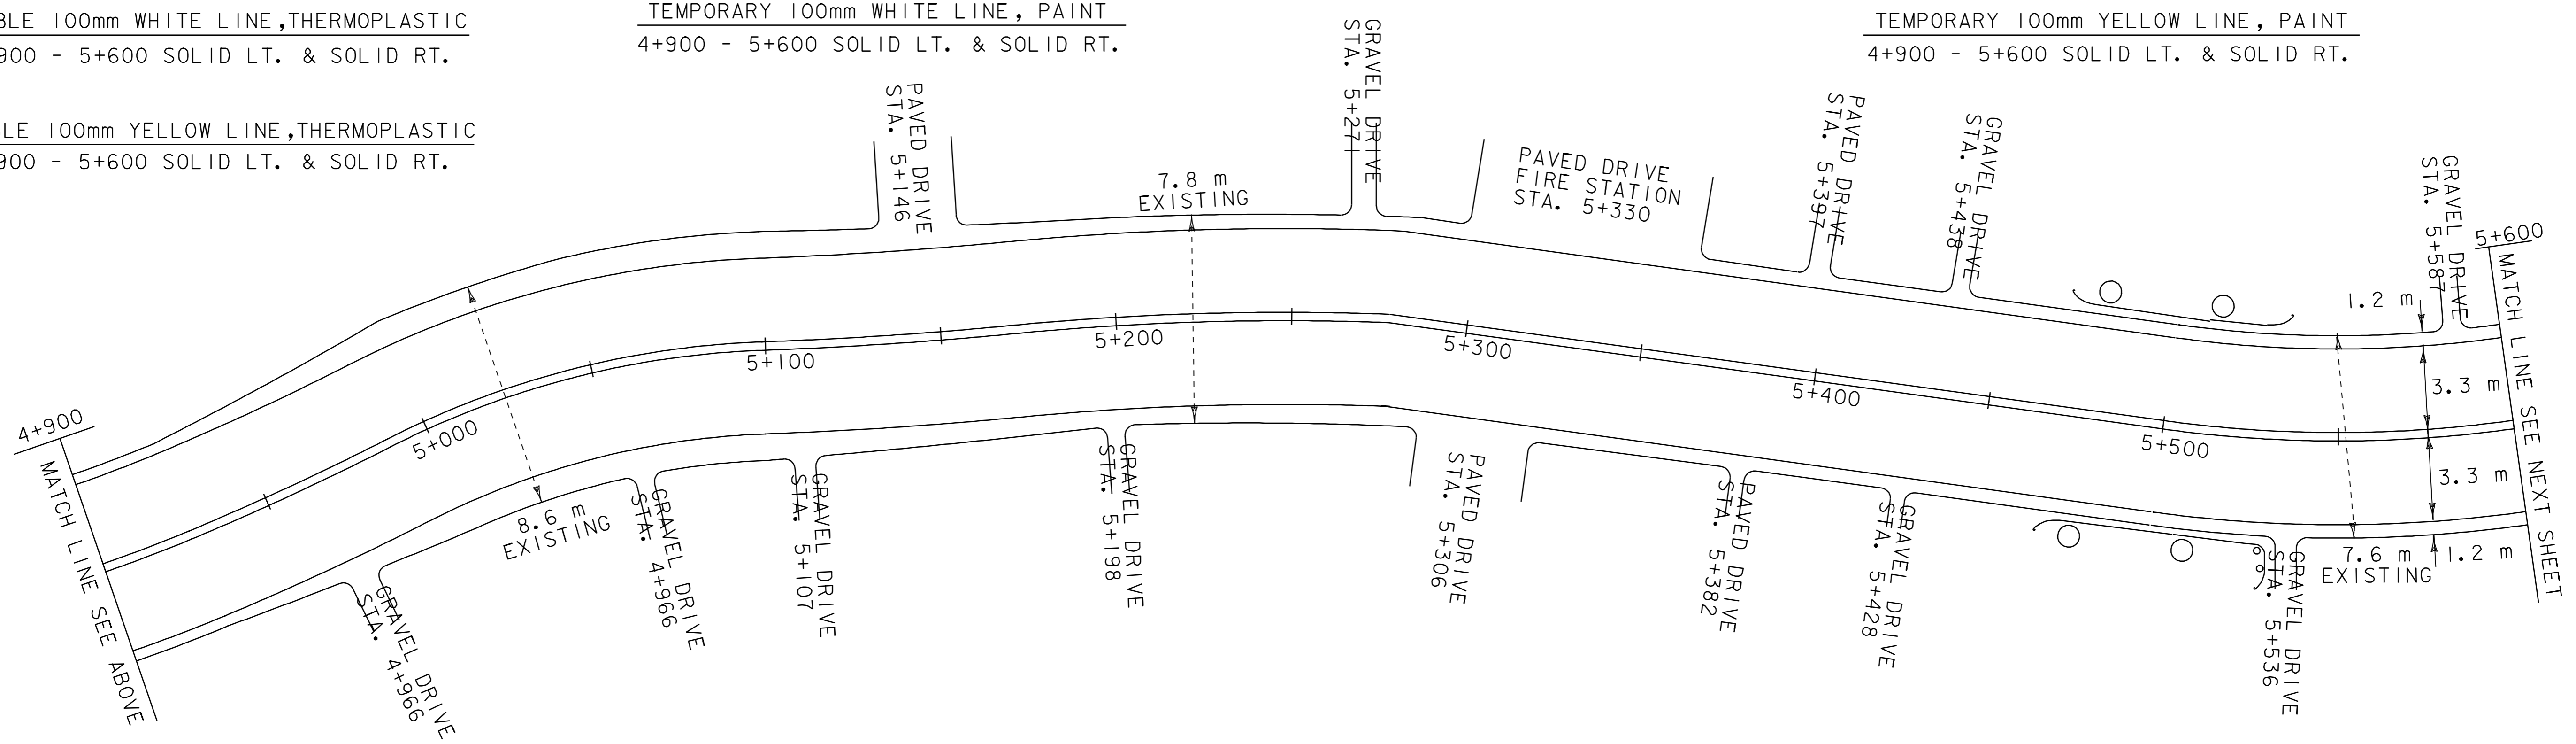 BLE 100mm WHITE LINE,THERMOPLASTIC
900 - 5+600 SOLID LT. & SOLID RT.
LE 100mm YELLOW LINE,THERMOPLASTIC
900 - 5+600 SOLID LT. & SOLID RT.
TEMPORARY 100mm WHITE LINE, PAINT
4+900 - 5+600 SOLID LT. & SOLID RT.
TEMPORARY 100mm YELLOW LINE, PAINT
4+900 - 5+600 SOLID LT. & SOLID RT.
PAVED DRIVE
STA. 5+146
7.8 m
EXISTING
GRAVEL DRIVE
STA. 5+271
PAVED DRIVE
FIRE STATION
STA. 5+330
PAVED DRIVE
STA. 5+397
GRAVEL DRIVE
STA. 5+438
GRAVEL DRIVE
STA. 5+587
5+600
MATCH LINE SEE NEXT SHEET
1.2 m
3.3 m
3.3 m
1.2 m
7.6 m
EXISTING
4+900
MATCH LINE SEE ABOVE
5+000
5+100
5+200
5+300
5+400
5+500
8.6 m
EXISTING
GRAVEL DRIVE
STA. 4+966
GRAVEL DRIVE
STA. 4+966
GRAVEL DRIVE
STA. 5+107
GRAVEL DRIVE
STA. 5+198
PAVED DRIVE
STA. 5+306
PAVED DRIVE
STA. 5+382
GRAVEL DRIVE
STA. 5+428
GRAVEL DRIVE
STA. 5+536